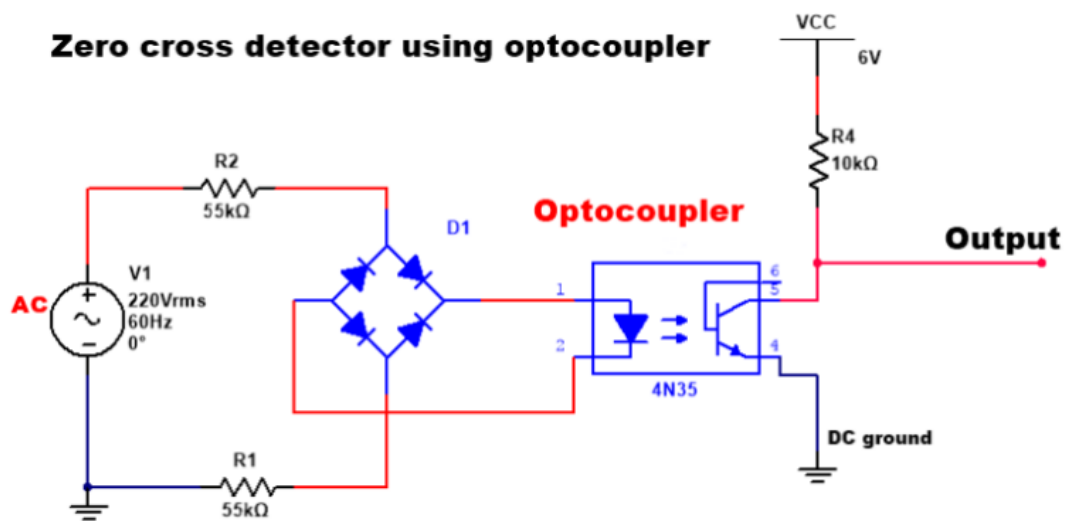 Zero cross detector using optocoupler
VCC
6V
R4
10kΩ
R2
55kΩ
Optocoupler
D1
Output
AC
V1
220Vrms
60Hz
0°
1
2
6
5
4
4N35
DC ground
R1
55kΩ